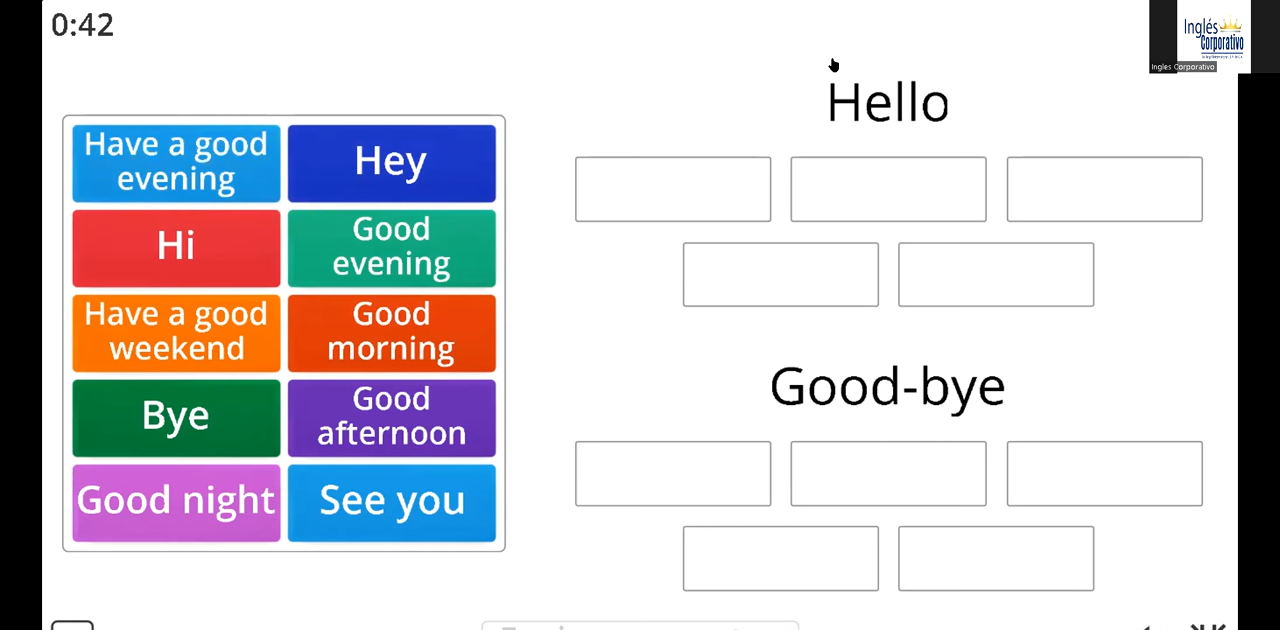 0:42
Inglés
Corporativo
Ingles Corporativo
Hello
Have a good
evening
Hey
Hi
Good
evening
Have a good
weekend
Good
morning
Bye
Good
afternoon
Good night
See you
Good-bye